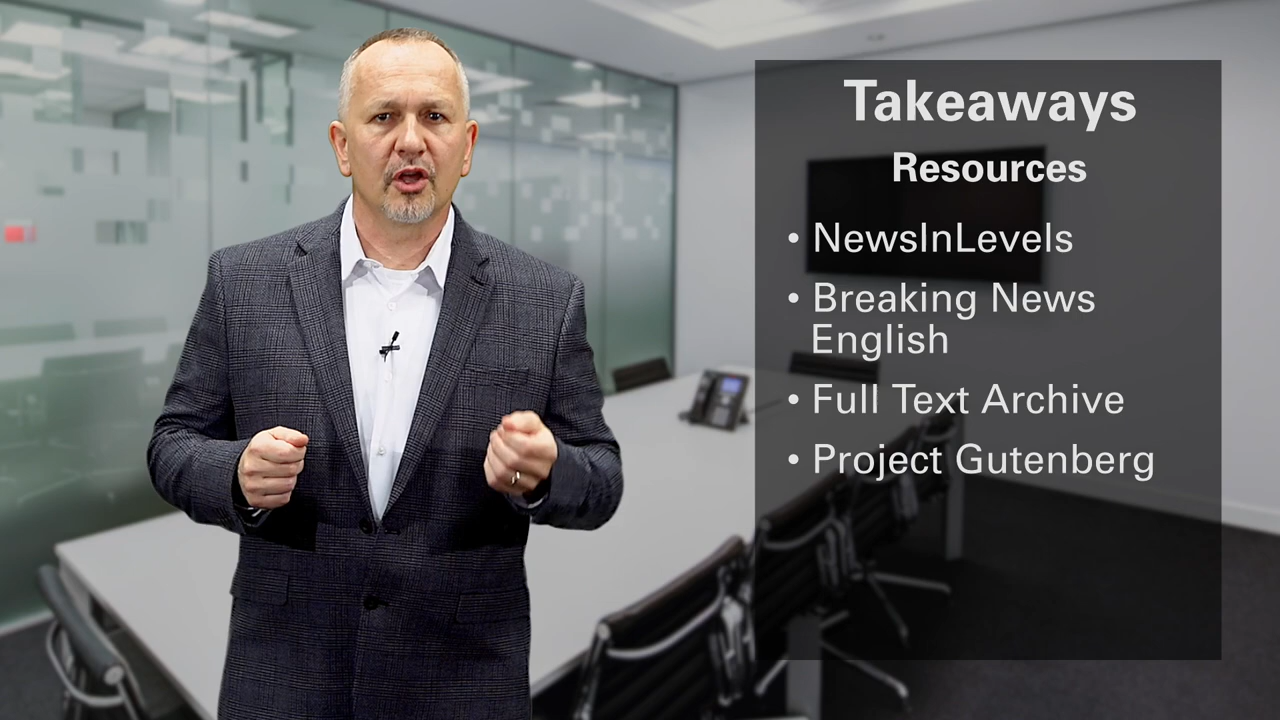 Takeaways
Resources
• NewsInLevels
• Breaking News
English
• Full Text Archive
• Project Gutenberg